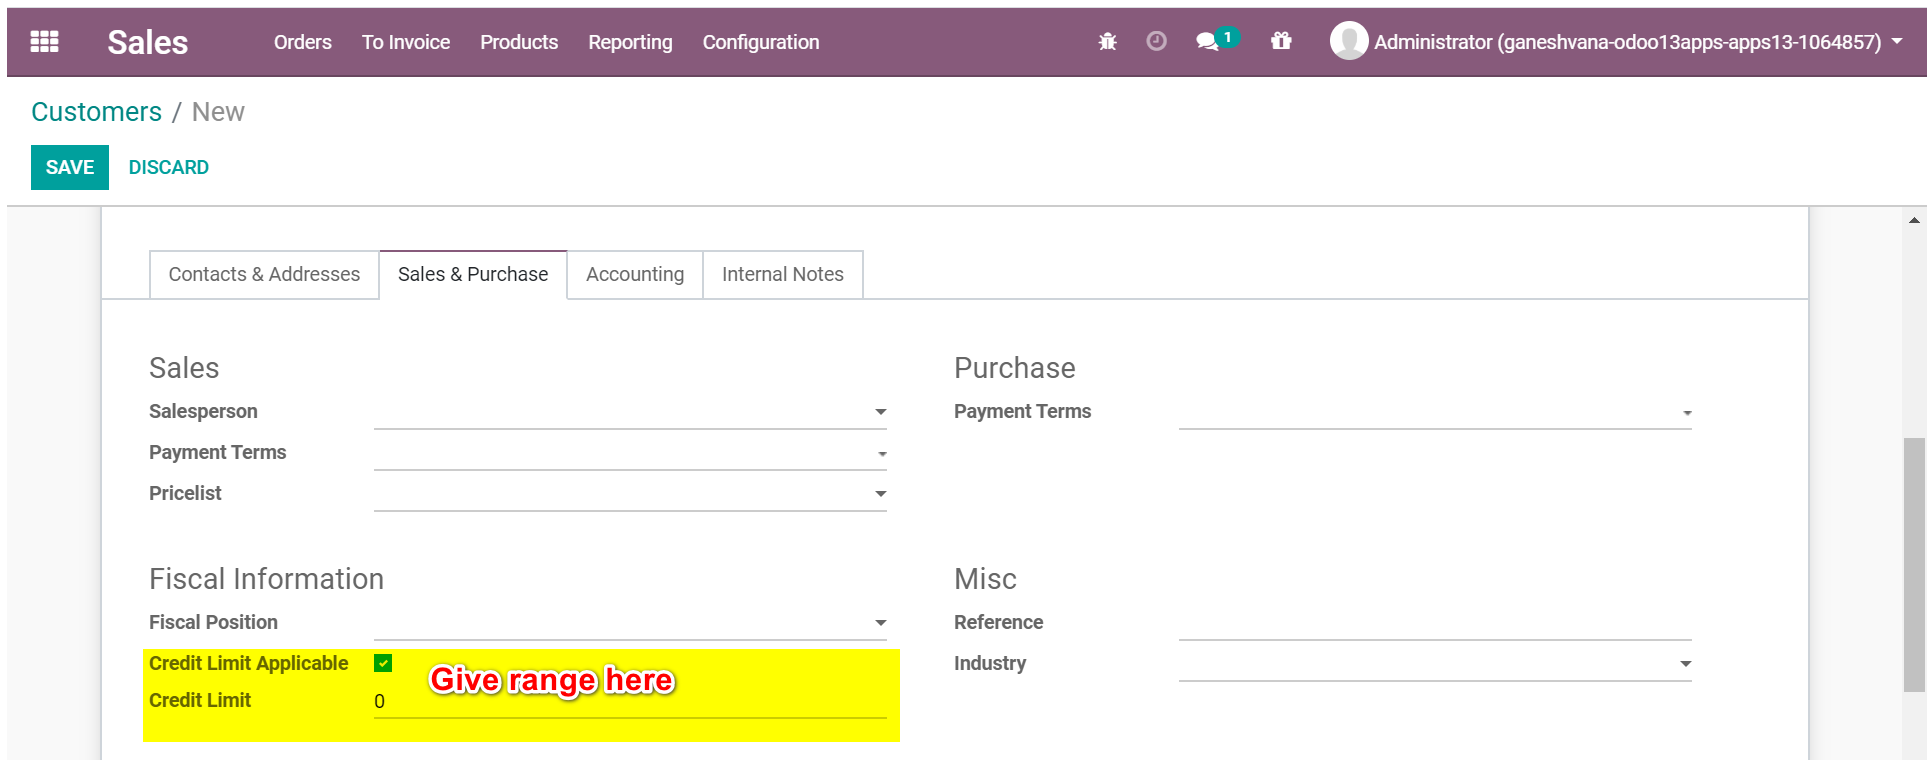 Sales Orders To Invoice Products Reporting Configuration 1 Administrator (ganeshvana-odoo13apps-apps13-1064857)
Customers / New
SAVE DISCARD
Contacts & Addresses Sales & Purchase Accounting Internal Notes
Sales
Salesperson
Payment Terms
Pricelist
Purchase
Payment Terms
Fiscal Information
Fiscal Position
Credit Limit Applicable
Give range here
Credit Limit 0
Misc
Reference
Industry